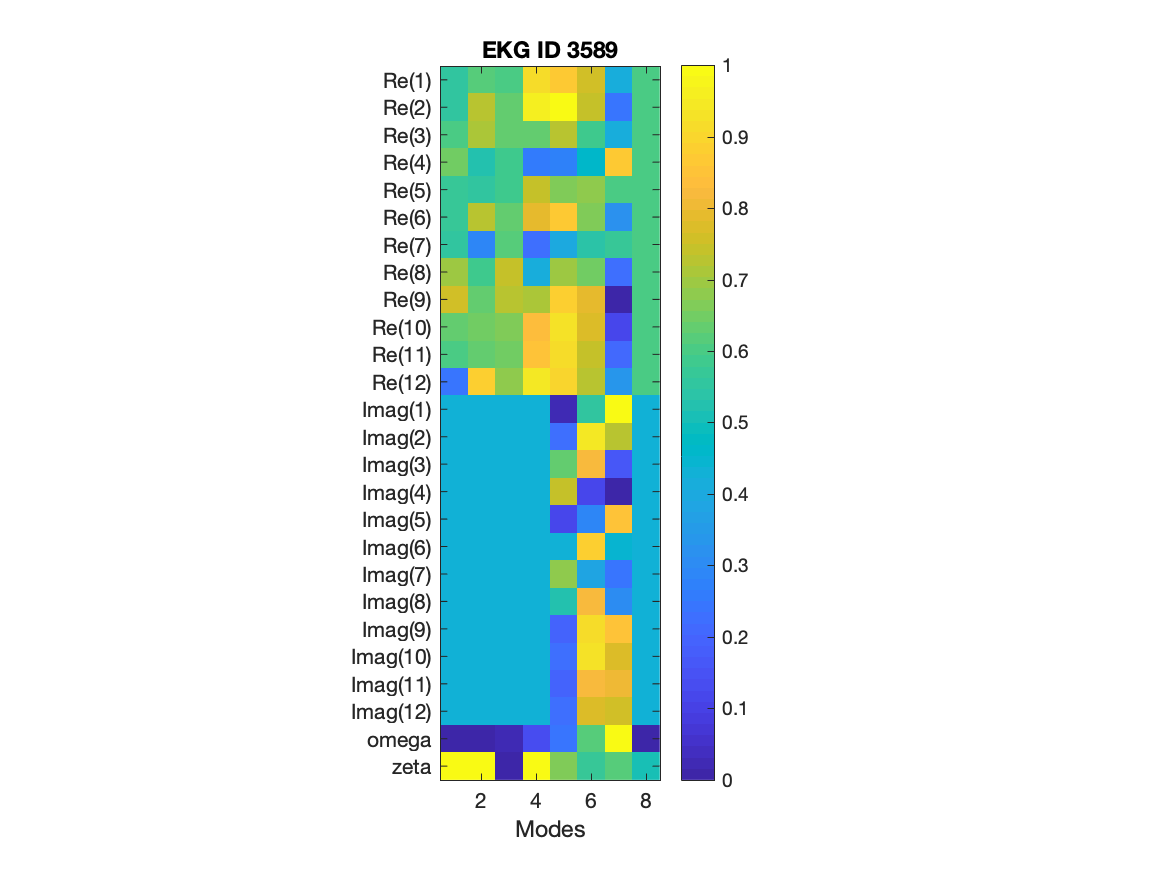 EKG ID 3589
Re(1)
Re(2)
Re(3)
Re(4)
Re(5)
Re(6)
Re(7)
Re(8)
Re(9)
Re(10)
Re(11)
Re(12)
Imag(1)
Imag(2)
Imag(3)
Imag(4)
Imag(5)
Imag(6)
Imag(7)
Imag(8)
Imag(9)
Imag(10)
Imag(11)
Imag(12)
omega
zeta
2 4 6 8
Modes
1
0.9
0.8
0.7
0.6
0.5
0.4
0.3
0.2
0.1
0